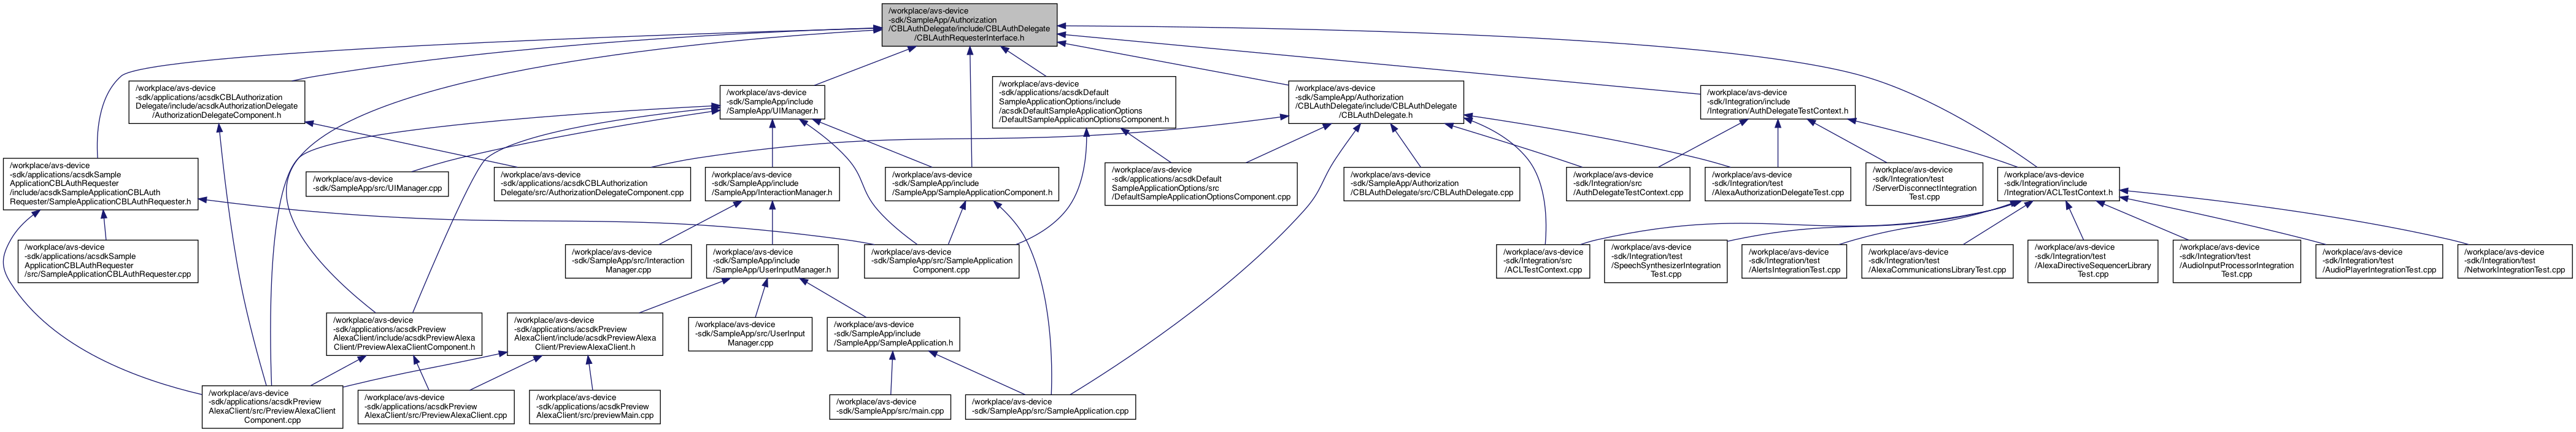 /workplace/avs-device
-sdk/SampleApp/Authorization
/CBLAuthDelegate/include/CBLAuthDelegate
/CBLAuthRequesterInterface.h
/workplace/avs-device
-sdk/applications/acsdkCBLAuthorization
Delegate/include/acsdkAuthorizationDelegate
/AuthorizationDelegateComponent.h
/workplace/avs-device
-sdk/SampleApp/include
/SampleApp/UIManager.h
/workplace/avs-device
-sdk/applications/acsdkDefault
SampleApplicationOptions/include
/acsdkDefaultSampleApplicationOptions
/DefaultSampleApplicationOptionsComponent.h
/workplace/avs-device
-sdk/SampleApp/Authorization
/CBLAuthDelegate/include/CBLAuthDelegate
/CBLAuthDelegate.h
/workplace/avs-device
-sdk/Integration/include
/Integration/AuthDelegateTestContext.h
/workplace/avs-device
-sdk/applications/acsdkSample
ApplicationCBLAuthRequester
/include/acsdkSampleApplicationCBLAuth
Requester/SampleApplicationCBLAuthRequester.h
/workplace/avs-device
-sdk/SampleApp/src/UIManager.cpp
/workplace/avs-device
-sdk/applications/acsdkCBLAuthorization
Delegate/src/AuthorizationDelegateComponent.cpp
/workplace/avs-device
-sdk/SampleApp/include
/SampleApp/InteractionManager.h
/workplace/avs-device
-sdk/SampleApp/include
/SampleApp/SampleApplicationComponent.h
/workplace/avs-device
-sdk/applications/acsdkDefault
SampleApplicationOptions/src
/DefaultSampleApplicationOptionsComponent.cpp
/workplace/avs-device
-sdk/SampleApp/Authorization
/CBLAuthDelegate/src/CBLAuthDelegate.cpp
/workplace/avs-device
-sdk/Integration/src
/AuthDelegateTestContext.cpp
/workplace/avs-device
-sdk/Integration/test
/AlexaAuthorizationDelegateTest.cpp
/workplace/avs-device
-sdk/Integration/test
/ServerDisconnectIntegration
Test.cpp
/workplace/avs-device
-sdk/Integration/include
/Integration/ACLTestContext.h
/workplace/avs-device
-sdk/applications/acsdkSample
ApplicationCBLAuthRequester
/src/SampleApplicationCBLAuthRequester.cpp
/workplace/avs-device
-sdk/SampleApp/src/Interaction
Manager.cpp
/workplace/avs-device
-sdk/SampleApp/include
/SampleApp/UserInputManager.h
/workplace/avs-device
-sdk/SampleApp/src/SampleApplication
Component.cpp
/workplace/avs-device
-sdk/Integration/src
/ACLTestContext.cpp
/workplace/avs-device
-sdk/Integration/test
/SpeechSynthesizerIntegration
Test.cpp
/workplace/avs-device
-sdk/Integration/test
/AlertsIntegrationTest.cpp
/workplace/avs-device
-sdk/Integration/test
/AlexaCommunicationsLibraryTest.cpp
/workplace/avs-device
-sdk/Integration/test
/AlexaDirectiveSequencerLibrary
Test.cpp
/workplace/avs-device
-sdk/Integration/test
/AudioInputProcessorIntegration
Test.cpp
/workplace/avs-device
-sdk/Integration/test
/AudioPlayerIntegrationTest.cpp
/workplace/avs-device
-sdk/Integration/test
/NetworkIntegrationTest.cpp
/workplace/avs-device
-sdk/applications/acsdkPreview
AlexaClient/include/acsdkPreviewAlexa
Client/PreviewAlexaClientComponent.h
/workplace/avs-device
-sdk/applications/acsdkPreview
AlexaClient/include/acsdkPreviewAlexa
Client/PreviewAlexaClient.h
/workplace/avs-device
-sdk/SampleApp/src/UserInput
Manager.cpp
/workplace/avs-device
-sdk/SampleApp/include
/SampleApp/SampleApplication.h
/workplace/avs-device
-sdk/applications/acsdkPreview
AlexaClient/src/PreviewAlexaClient
Component.cpp
/workplace/avs-device
-sdk/applications/acsdkPreview
AlexaClient/src/PreviewAlexaClient.cpp
/workplace/avs-device
-sdk/applications/acsdkPreview
AlexaClient/src/previewMain.cpp
/workplace/avs-device
-sdk/SampleApp/src/main.cpp
/workplace/avs-device
-sdk/SampleApp/src/SampleApplication.cpp